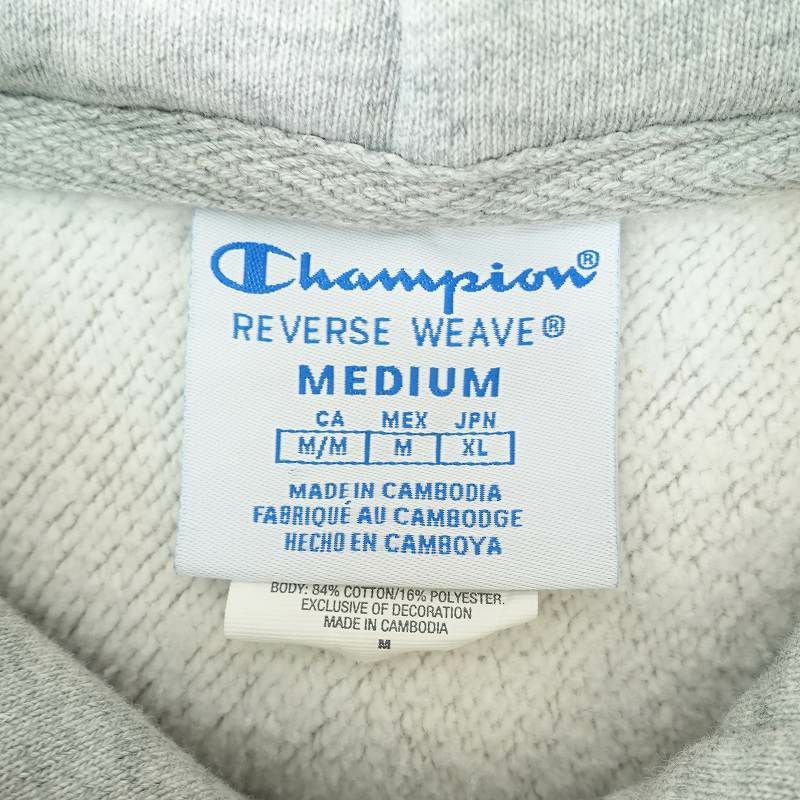 Champion®
REVERSE WEAVE®
MEDIUM
CA MEX JPN
M/M M XL
MADE IN CAMBODIA
FABRIQUÉ AU CAMBODGE
HECHO EN CAMBOYA
BODY: 84% COTTON/16% POLYESTER.
EXCLUSIVE OF DECORATION
MADE IN CAMBODIA
M